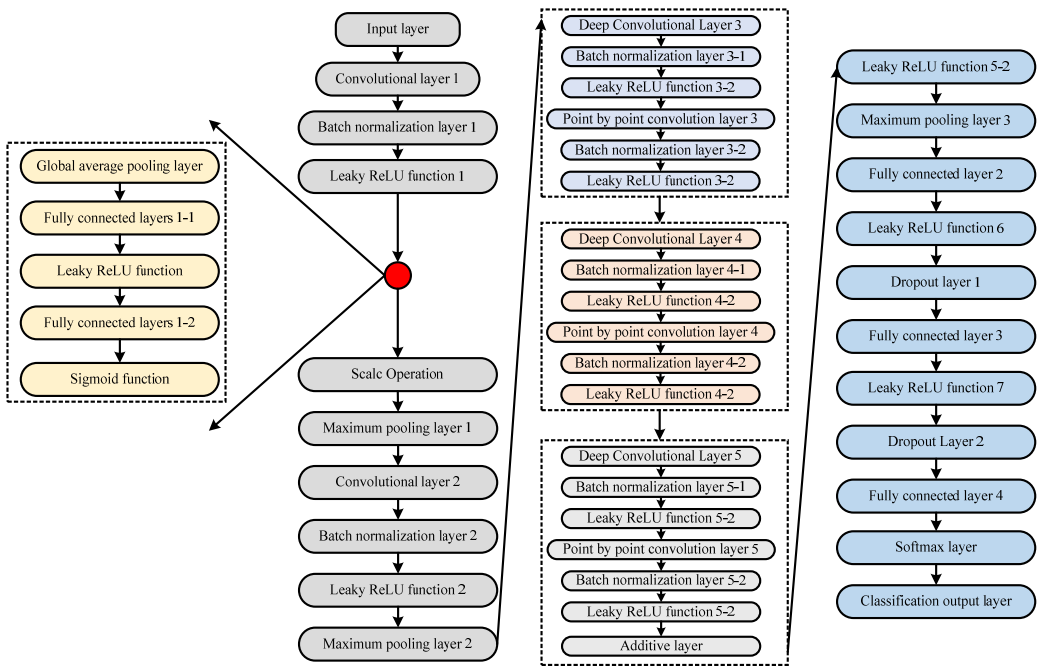 Input layer
Convolutional layer 1
Batch normalization layer 1
Leaky ReLU function 1
Global average pooling layer
Fully connected layers 1-1
Leaky ReLU function
Fully connected layers 1-2
Sigmoid function
Scalc Operation
Maximum pooling layer 1
Convolutional layer 2
Batch normalization layer 2
Leaky ReLU function 2
Maximum pooling layer 2
Deep Convolutional Layer 3
Batch normalization layer 3-1
Leaky ReLU function 3-2
Point by point convolution layer 3
Batch normalization layer 3-2
Leaky ReLU function 3-2
Deep Convolutional Layer 4
Batch normalization layer 4-1
Leaky ReLU function 4-2
Point by point convolution layer 4
Batch normalization layer 4-2
Leaky ReLU function 4-2
Deep Convolutional Layer 5
Batch normalization layer 5-1
Leaky ReLU function 5-2
Point by point convolution layer 5
Batch normalization layer 5-2
Leaky ReLU function 5-2
Additive layer
Leaky ReLU function 5-2
Maximum pooling layer 3
Fully connected layer 2
Leaky ReLU function 6
Dropout layer 1
Fully connected layer 3
Leaky ReLU function 7
Dropout Layer 2
Fully connected layer 4
Softmax layer
Classification output layer